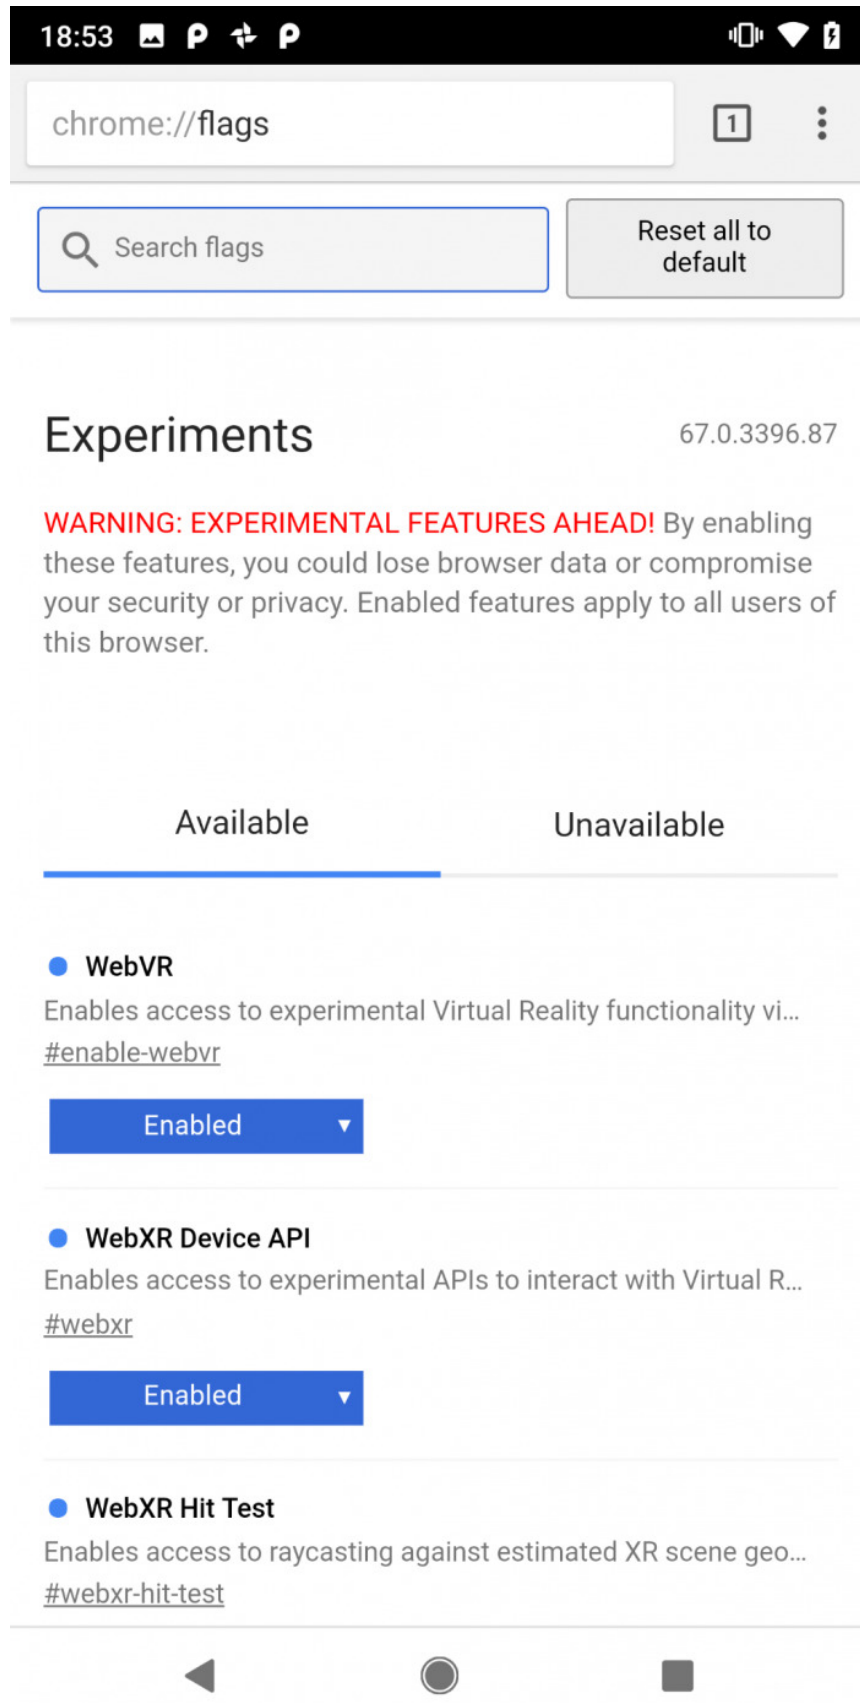 18:53
chrome://flags
1
Search flags
Reset all to
default
Experiments
67.0.3396.87
WARNING: EXPERIMENTAL FEATURES AHEAD! By enabling
these features, you could lose browser data or compromise
your security or privacy. Enabled features apply to all users of
this browser.
Available
Unavailable
WebVR
Enables access to experimental Virtual Reality functionality vi...
#enable-webvr
Enabled
WebXR Device API
Enables access to experimental APIs to interact with Virtual R...
#webxr
Enabled
WebXR Hit Test
Enables access to raycasting against estimated XR scene geo...
#webxr-hit-test